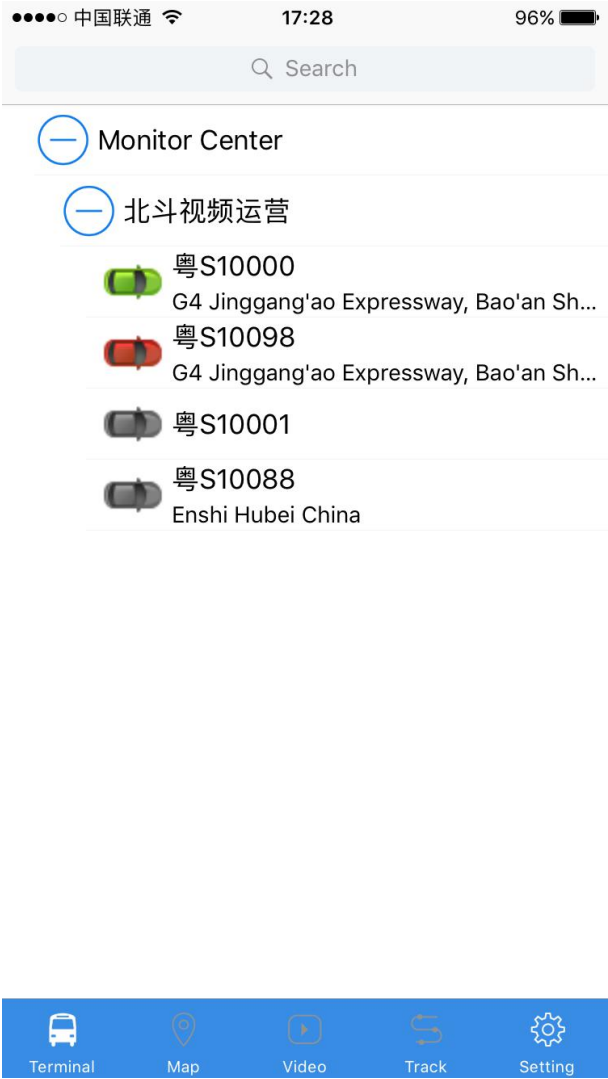 中国联通 17:28 96%
Search
Monitor Center
北斗视频运营
粤S10000
G4 Jinggang'ao Expressway, Bao'an Sh...
粤S10098
G4 Jinggang'ao Expressway, Bao'an Sh...
粤S10001
粤S10088
Enshi Hubei China
Terminal Map Video Track Setting